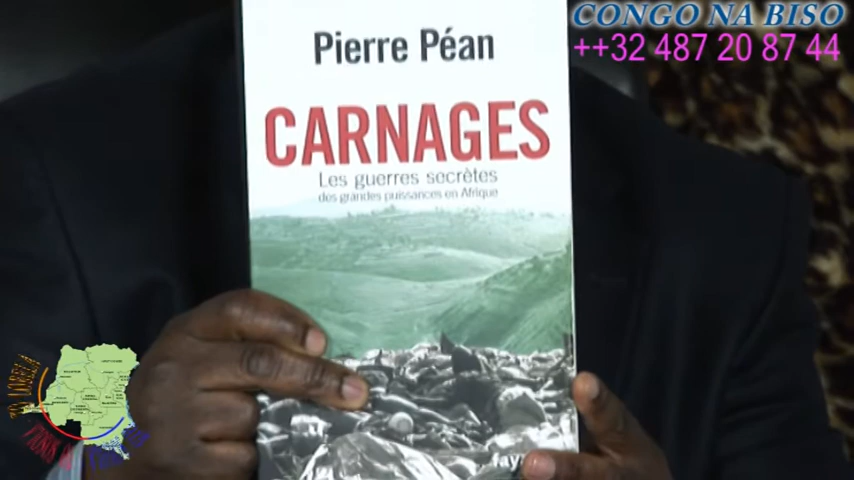 CONGO NA BISO
++32 487 20 87 44
Pierre Péan
CARNAGES
Les guerres secrètes
des grandes puissances en Afrique